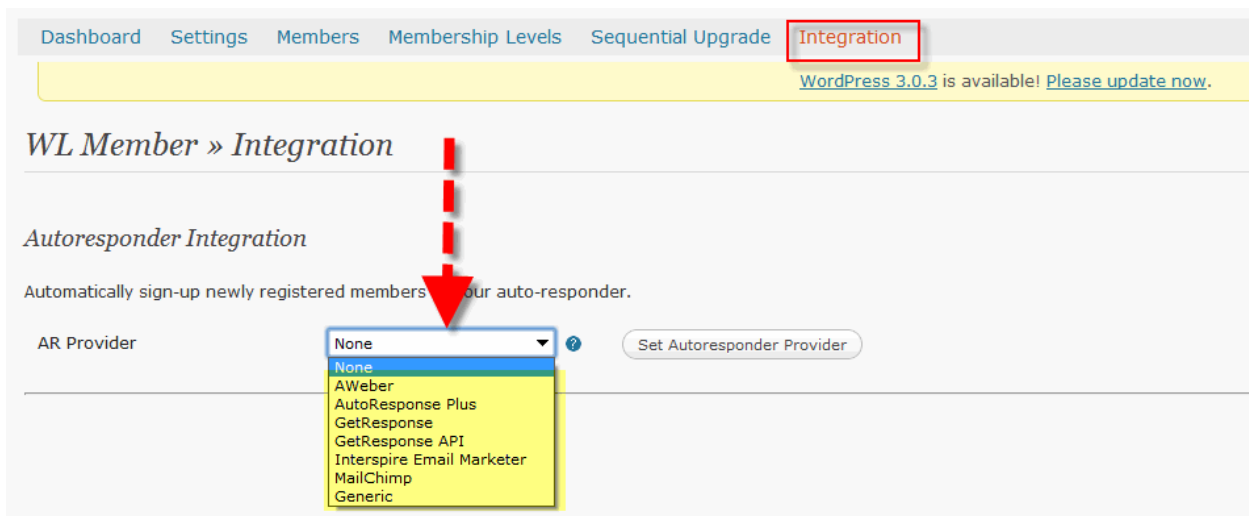 Dashboard Settings Members Membership Levels Sequential Upgrade Integration
WordPress 3.0.3 is available! Please update now.
WL Member » Integration
Autoresponder Integration
Automatically sign-up newly registered members our auto-responder.
AR Provider None ? Set Autoresponder Provider
None
AWeber
AutoResponse Plus
GetResponse
GetResponse API
Interspire Email Marketer
MailChimp
Generic